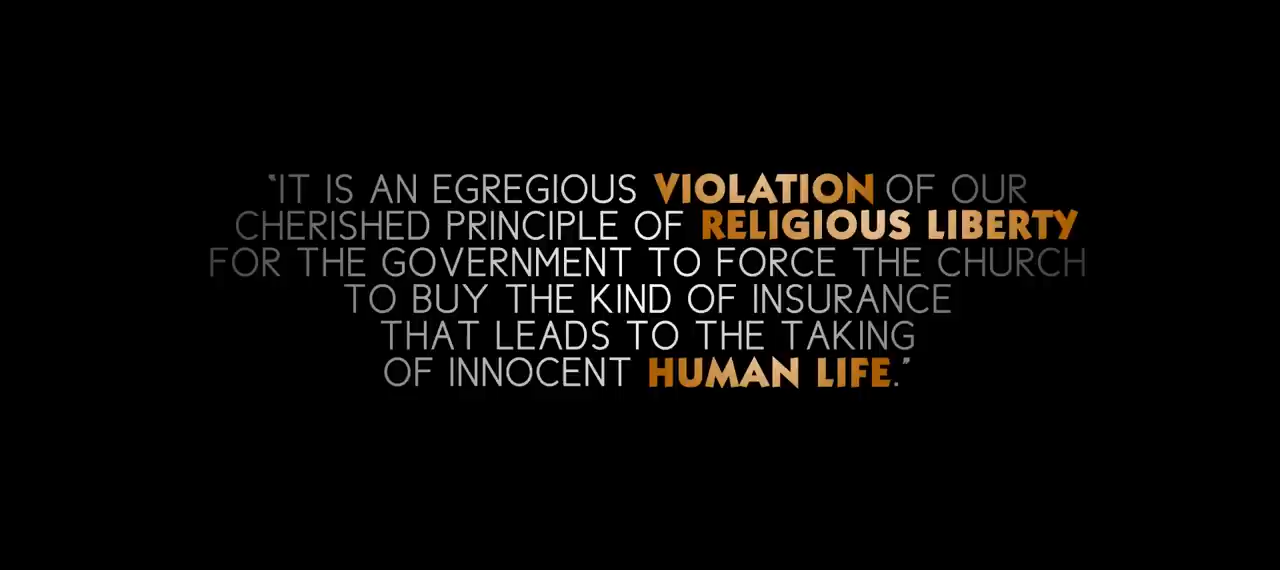 "IT IS AN EGREGIOUS VIOLATION OF OUR
CHERISHED PRINCIPLE OF RELIGIOUS LIBERTY
FOR THE GOVERNMENT TO FORCE THE CHURCH
TO BUY THE KIND OF INSURANCE
THAT LEADS TO THE TAKING
OF INNOCENT HUMAN LIFE."